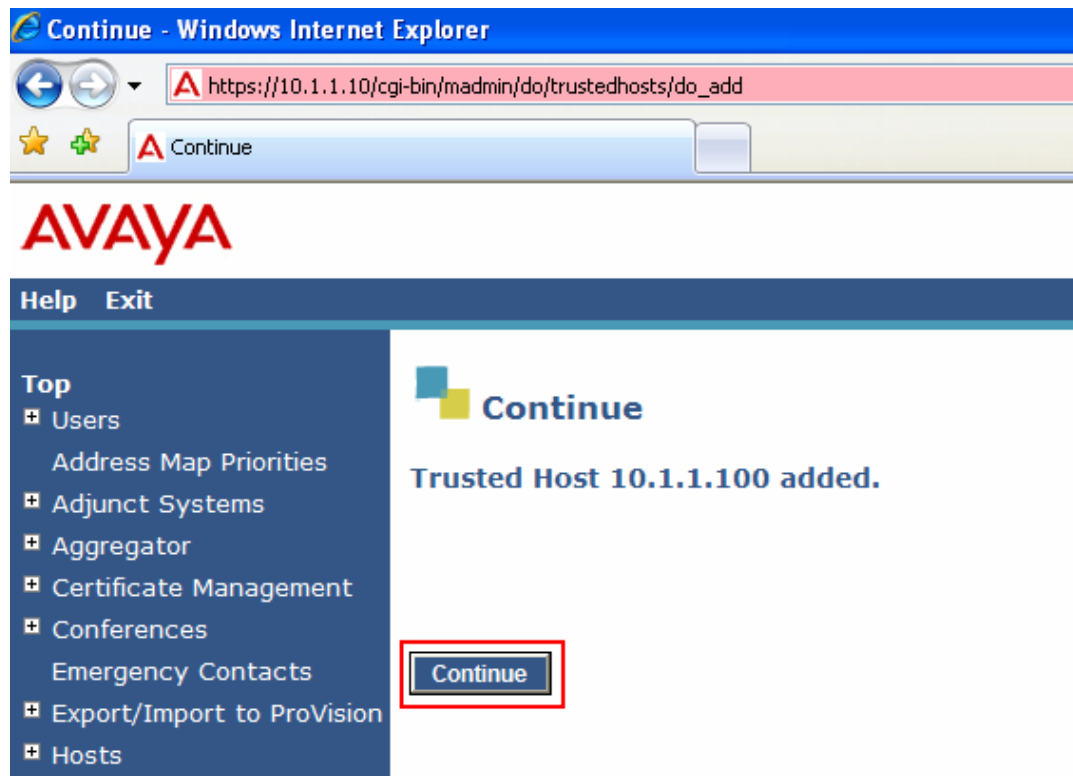 Continue - Windows Internet Explorer
https://10.1.1.10/cgi-bin/madmin/do/trustedhosts/do_add
Continue
AVAYA
Help Exit
Top
Users
Address Map Priorities
Adjunct Systems
Aggregator
Certificate Management
Conferences
Emergency Contacts
Export/Import to ProVision
Hosts
Continue
Trusted Host 10.1.1.100 added.
Continue